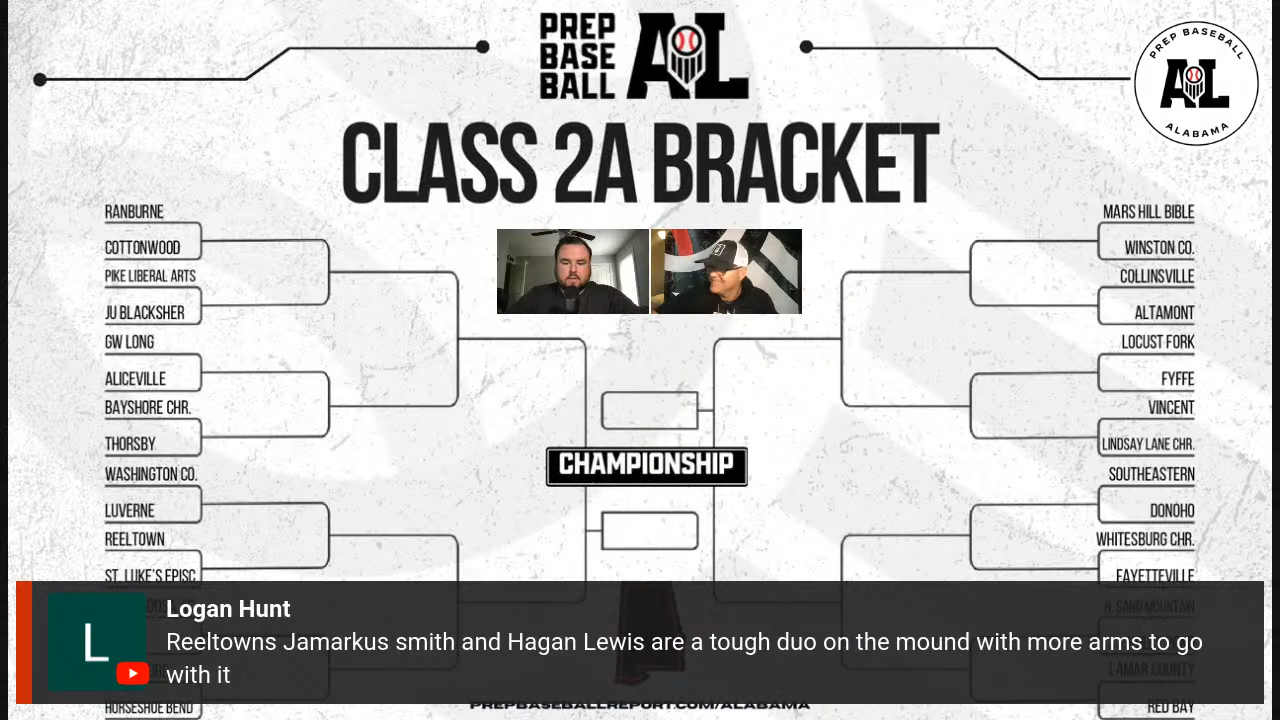 PREP
BASE
BALL
AL
PREP BASEBALL
AL
ALABAMA
CLASS 2A BRACKET
RANBURNE
COTTONWOOD
PIKE LIBERAL ARTS
JU BLACKSHER
GW LONG
ALICEVILLE
BAYSHORE CHR.
THORSBY
WASHINGTON CO.
LUVERNE
REELTOWN
ST. LUKE'S EPISC.
HORSESHOE BEND
MARS HILL BIBLE
WINSTON CO.
COLLINSVILLE
ALTAMONT
LOCUST FORK
FYFFE
VINCENT
LINDSAY LANE CHR.
SOUTHEASTERN
DONOHO
WHITESBURG CHR.
FAYETTEVILLE
N. SAND MOUNTAIN
LAMAR COUNTY
RED BAY
CHAMPIONSHIP
L
Logan Hunt
Reeltowns Jamarkus smith and Hagan Lewis are a tough duo on the mound with more arms to go
with it
PREPBASEBALLREPORT.COM/ALABAMA